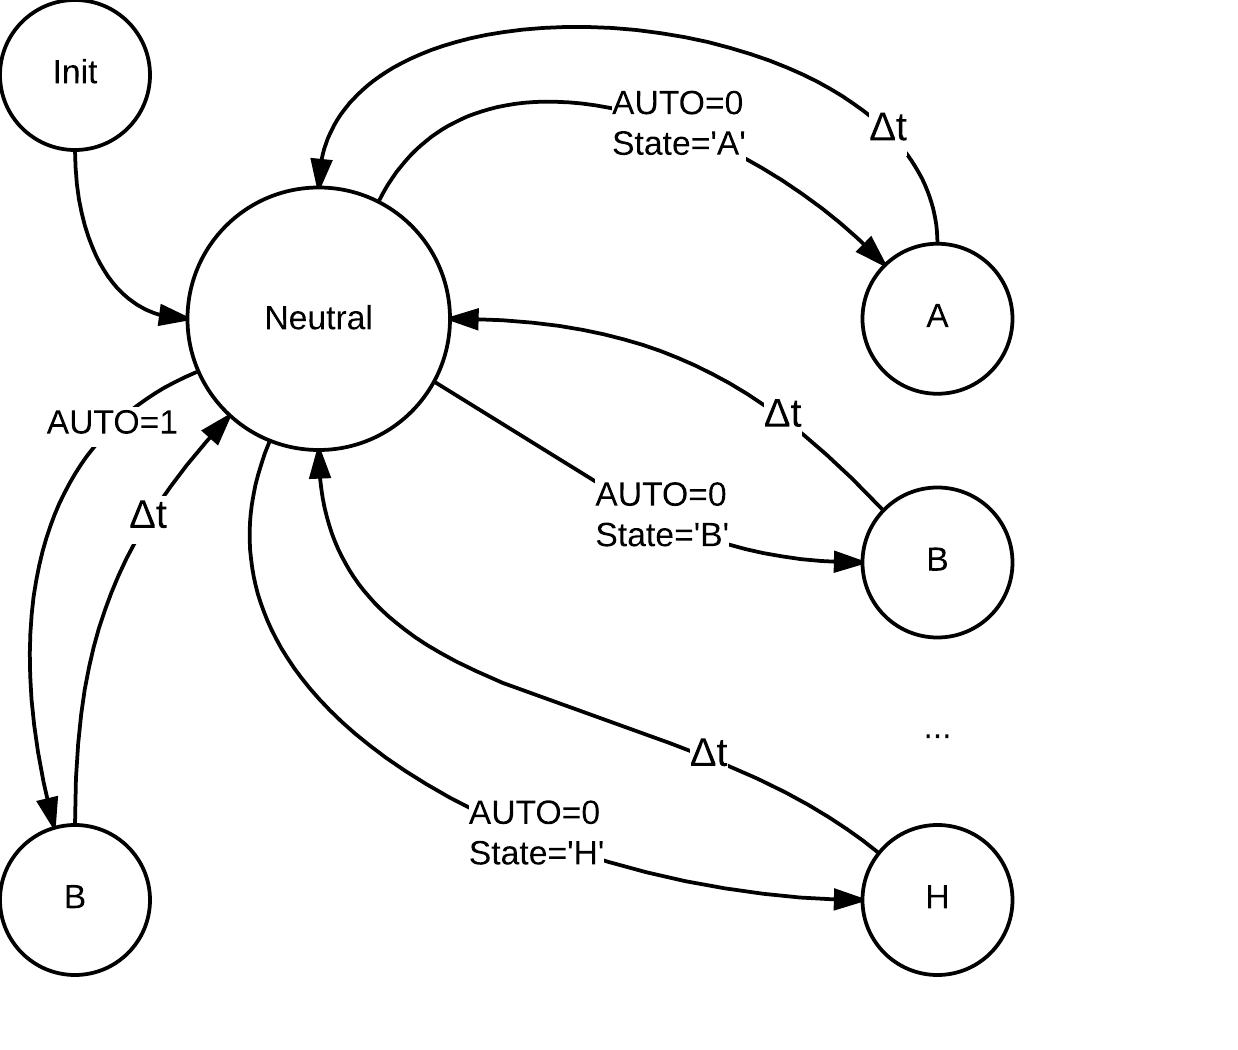 Init
AUTO=0
State='A'
Δt
Neutral
A
Δt
AUTO=1
AUTO=0
State='B'
Δt
B
...
Δt
AUTO=0
State='H'
B
H